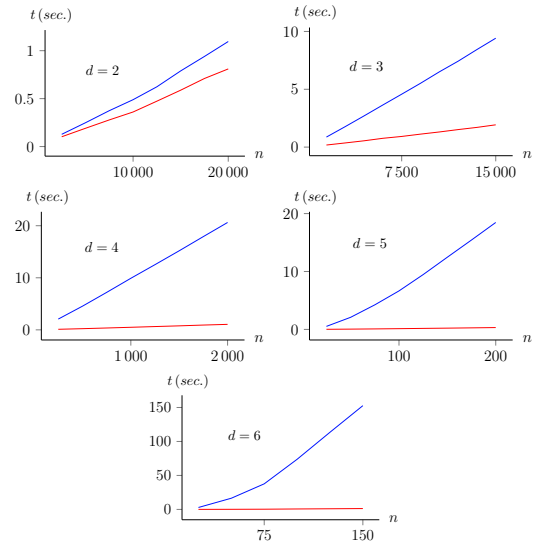 t (sec.)
1
0.5
0
d = 2
10 000
20 000
n
t (sec.)
10
5
0
d = 3
7 500
15 000
n
t (sec.)
20
10
0
d = 4
1 000
2 000
n
t (sec.)
20
10
0
d = 5
100
200
n
t (sec.)
150
100
50
0
d = 6
75
150
n